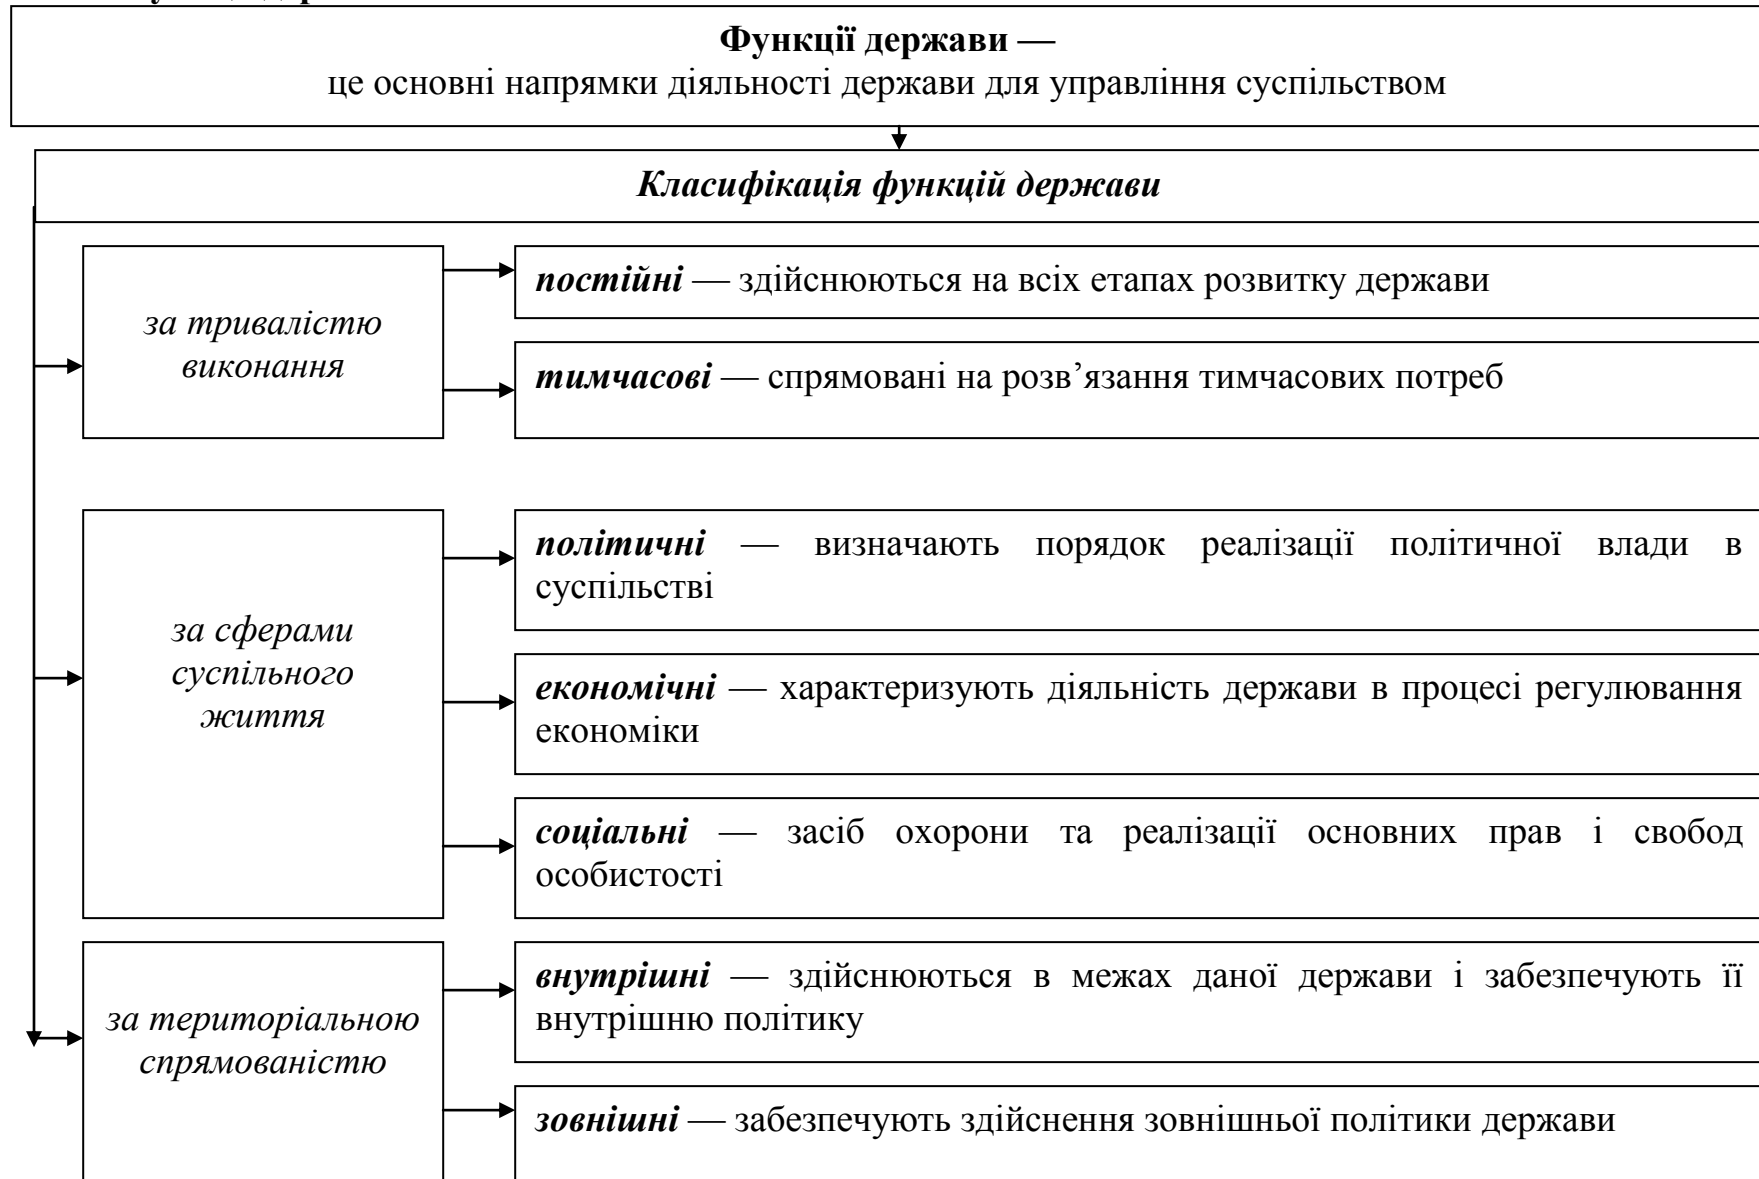 Функції держави —
це основні напрямки діяльності держави для управління суспільством
Класифікація функцій держави
за тривалістю
виконання
постійні — здійснюються на всіх етапах розвитку держави
тимчасові — спрямовані на розв’язання тимчасових потреб
за сферами
суспільного
життя
політичні — визначають порядок реалізації політичної влади в
суспільстві
економічні — характеризують діяльність держави в процесі регулювання
економіки
соціальні — засіб охорони та реалізації основних прав і свобод
особистості
за територіальною
спрямованістю
внутрішні — здійснюються в межах даної держави і забезпечують її
внутрішню політику
зовнішні — забезпечують здійснення зовнішньої політики держави